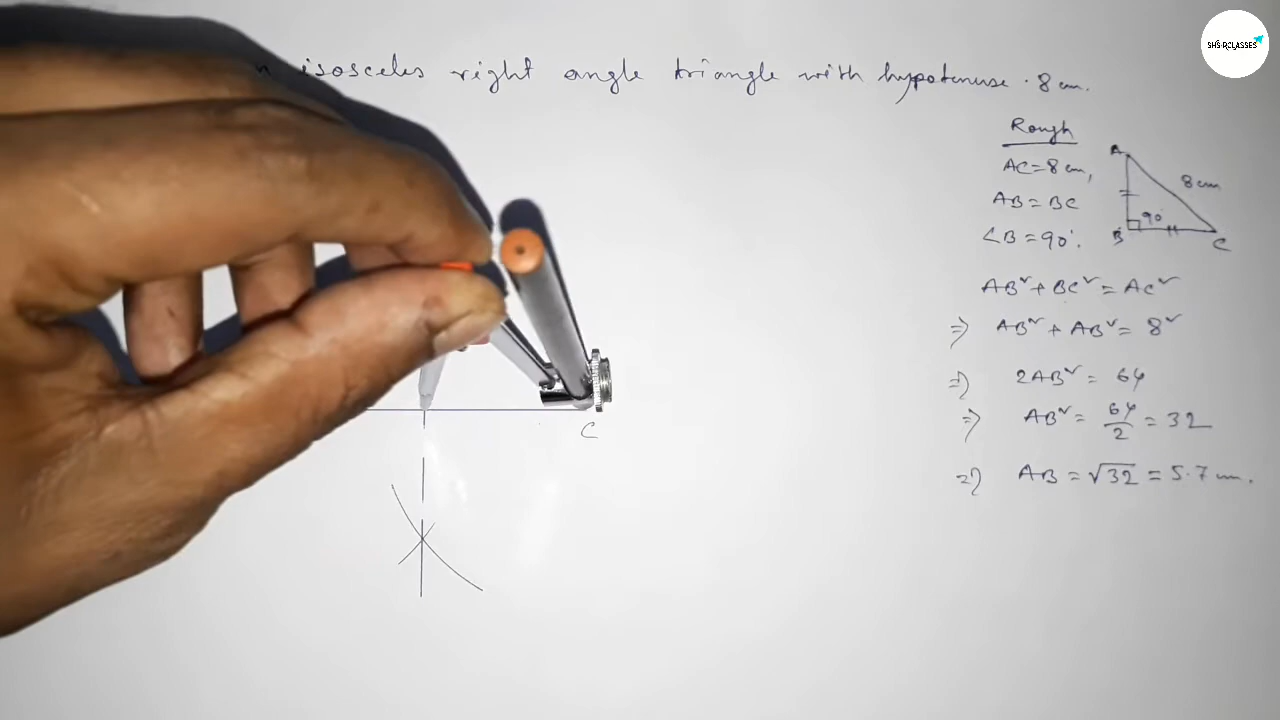 isosceles right angle triangle with hypotenuse · 8 cm.
SHSRCLASSES
Rough
AC = 8 cm,
AB = BC
∠B = 90°.
A
8 cm
90°
B
C
AB² + BC² = AC²
⇒ AB² + AB² = 8²
⇒ 2AB² = 64
⇒ AB² = 64/2 = 32
⇒ AB = √32 = 5.7 cm.
C